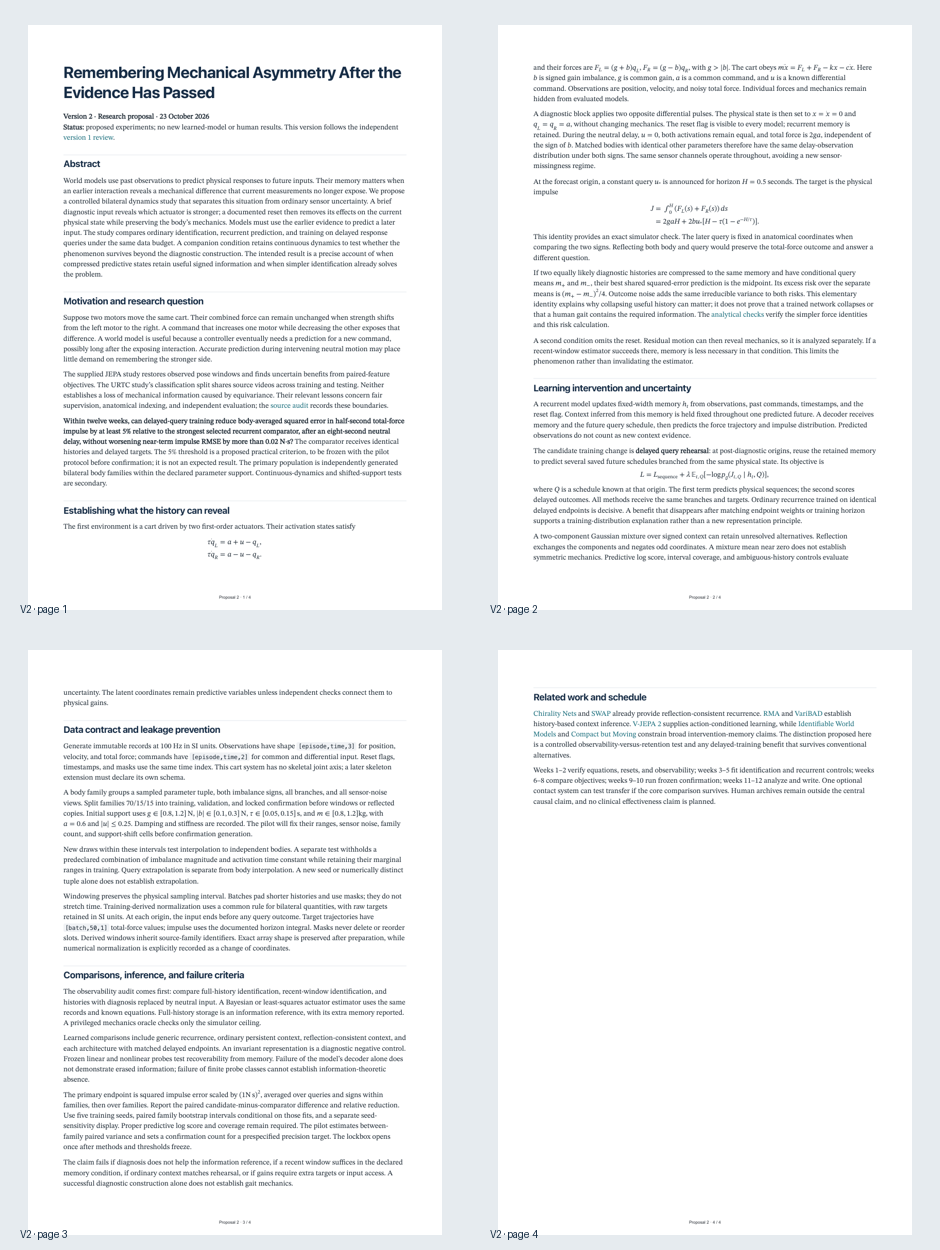 Remembering Mechanical Asymmetry After the
Evidence Has Passed
Version 2 · Research proposal · 23 October 2026
Status: proposed experiments; no new learned-model or human results. This version follows the independent
version 1 review.
Abstract
World models use past observations to predict physical responses to future inputs. Their memory matters when
an earlier interaction reveals a mechanical difference that current measurements no longer expose. We propose
a controlled bilateral dynamics study that separates this situation from ordinary sensor uncertainty. A brief
diagnostic input reveals which actuator is stronger; a documented reset then removes its effects on the current
physical state while preserving the body's mechanics. Models must use the earlier evidence to predict a later
input. The study compares ordinary identification, recurrent prediction, and training on delayed response
queries under the same data budget. A companion condition retains continuous dynamics to test whether the
phenomenon survives beyond the diagnostic construction. The intended result is a precise account of when
compressed predictive states retain useful signed information and when simpler identification already solves
the problem.
Motivation and research question
Suppose two motors move the same cart. Their combined force can remain unchanged when strength shifts
from the left motor to the right. A command that increases one motor while decreasing the other exposes that
difference. A world model is useful because a controller eventually needs a prediction for a new command,
possibly long after the exposing interaction. Accurate prediction during intervening neutral motion may place
little demand on remembering the stronger side.
The supplied JEPA study restores observed pose windows and finds uncertain benefits from paired-feature
objectives. The URTC study's classification split shares source videos across training and testing. Neither
establishes a loss of mechanical information caused by equivariance. Their relevant lessons concern fair
supervision, anatomical indexing, and independent evaluation; the source audit records these boundaries.
Within twelve weeks, can delayed-query training reduce body-averaged squared error in half-second total-force
impulse by at least 5% relative to the strongest selected recurrent comparator, after an eight-second neutral
delay, without worsening near-term impulse RMSE by more than 0.02 N·s? The comparator receives identical
histories and delayed targets. The 5% threshold is a proposed practical criterion, to be frozen with the pilot
protocol before confirmation; it is not an expected result. The primary population is independently generated
bilateral body families within the declared parameter support. Continuous-dynamics and shifted-support tests
are secondary.
Establishing what the history can reveal
The first environment is a cart driven by two first-order actuators. Their activation states satisfy
τq̇_L = a + u − q_L,
τq̇_R = a − u − q_R.
Proposal 2 · 1 / 4
V2 · page 1
and their forces are F_L = (g + b)q_L, F_R = (g − b)q_R, with g > |b|. The cart obeys mẍ = F_L + F_R − kx − cẋ. Here
b is signed gain imbalance, g is common gain, a is a common command, and u is a known differential
command. Observations are position, velocity, and noisy total command. Individual forces and mechanics remain
hidden from evaluated models.
A diagnostic block applies two opposite differential pulses. The physical state is then set to x = ẋ = 0 and
q_L = q_R = a, without changing mechanics. The reset flag is visible to every model; recurrent memory is
retained. During the neutral delay, u = 0, both activations remain equal, and total force is 2ga, independent of
the sign of b. Matched bodies with identical other parameters therefore have the same delay-observation
distribution under both signs. The same sensor channels operate throughout, avoiding a new sensor-
missingness regime.
At the forecast origin, a constant query u_* is announced for horizon H = 0.5 seconds. The target is the physical
impulse
J = ∫_0^H (F_L(s) + F_R(s)) ds
= 2gaH + 2bu_*[H − τ(1 − e^{−H/τ})].
This identity provides an exact simulator check. The later query is fixed in anatomical coordinates when
comparing the two signs. Reflecting both body and query would preserve the total-force outcome and answer a
different question.
If two equally likely diagnostic histories are compressed to the same memory and have conditional query
means m_+ and m_−, their best shared squared-error prediction is the midpoint. Its excess risk over the separate
means is (m_+ − m_−)²/4. Outcome noise adds the same irreducible variance to both risks. This elementary
identity explains why collapsing useful history can matter; it does not prove that a trained network collapses or
that a human gait contains the required information. The analytical checks verify the simpler force identities
and this risk calculation.
A second condition omits the reset. Residual motion can then reveal mechanics, so it is analyzed separately. If a
recent-window estimator succeeds there, memory is less necessary in that condition. This limits the
phenomenon rather than invalidating the estimator.
Learning intervention and uncertainty
A recurrent model updates fixed-width memory h_t from observations, past commands, timestamps, and the
reset flag. Context inferred from this memory is held fixed throughout one predicted future. A decoder receives
memory and the future query schedule, then predicts the force trajectory and impulse distribution. Predicted
observations do not count as new context evidence.
The candidate training change is delayed query rehearsal: at post-diagnostic origins, reuse the retained memory
to predict several saved future schedules branched from the same physical state. Its objective is
where Q is a schedule known at that origin. The first term predicts physical sequences; the second scores
delayed outcomes. All methods receive the same branches and targets. Ordinary recurrence trained on identical
delayed endpoints is decisive. A benefit that disappears after matching endpoint weights or training horizon
supports a training-distribution explanation rather than a new representation principle.
A two-component Gaussian mixture over signed context can retain unresolved alternatives. Reflection
exchanges the components and negates odd coordinates. A mixture mean near zero does not establish
symmetric mechanics. Predictive log score, interval coverage, and ambiguous-history controls evaluate
Proposal 2 · 2 / 4
V2 · page 2
uncertainty. The latent coordinates remain predictive variables unless independent checks connect them to
physical gains.
Data contract and leakage prevention
Generate immutable records at 100 Hz in SI units. Observations have shape [episode,time,3] for position,
velocity, and total force; commands have [episode,time,2] for common and differential input. Reset flags,
timestamps, and masks use the same time index. This cart system has no skeletal joint axis; a later skeleton
extension must declare its own schema.
A body family groups a sampled parameter tuple, both imbalance signs, all branches, and all sensor-noise
views. Split families 70/15/15 into training, validation, and locked confirmation before windows or reflected
copies. Initial support uses g ∈ [0.8, 1.2] N, |b| ∈ [0.1, 0.3] N, τ ∈ [0.05, 0.15] s, and m ∈ [0.8, 1.2]kg, with
a = 0.6 and |u| ≤ 0.25. Damping and stiffness are recorded. The pilot will fix their ranges, sensor noise, family
count, and support-shift cells before confirmation generation.
New draws within these intervals test interpolation to independent bodies. A separate test withholds a
predeclared combination of imbalance magnitude and activation time constant while retaining their marginal
ranges in training. Query extrapolation is separate from body interpolation. A new seed or numerically distinct
tuple alone does not establish extrapolation.
Windowing preserves the physical sampling interval. Batches pad shorter histories and use masks; they do not
stretch time. Training-derived normalization uses a common rule for bilateral quantities, with raw targets
retained in SI units. At each origin, the input ends before any query outcome. Target trajectories have
[batch,50,1] total-force values; impulse uses the documented horizon integral. Masks never delete or reorder
slots. Derived windows inherit source-family identifiers. Exact array shape is preserved after preparation, while
numerical normalization is explicitly recorded as a change of coordinates.
Comparisons, inference, and failure criteria
The observability audit comes first: compare full-history identification, recent-window identification, and
histories with diagnosis replaced by neutral input. A Bayesian or least-squares actuator estimator uses the same
records and known equations. Full-history storage is an information reference, with its extra memory reported.
A privileged mechanics oracle checks only the simulator ceiling.
Learned comparisons include generic recurrence, ordinary persistent context, reflection-consistent context, and
each architecture with matched delayed endpoints. An invariant representation is a diagnostic negative control.
Frozen linear and nonlinear probes test recoverability from memory. Failure of the model's decoder alone does
not demonstrate erased information; failure of finite probe classes cannot establish information-theoretic
absence.
The primary endpoint is squared impulse error scaled by (1N s)², averaged over queries and signs within
families, then over families. Report the paired candidate-minus-comparator difference and relative reduction.
Use five training seeds, paired family bootstrap intervals conditional on those fits, and a separate seed-
sensitivity display. Proper predictive log score and coverage remain required. The pilot estimates between-
family paired variance and sets a confirmation count for a prespecified precision target. The lockbox opens
once after methods and thresholds freeze.
The claim fails if diagnosis does not help the information reference, if a recent window suffices in the declared
memory condition, if ordinary context matches rehearsal, or if gains require extra targets or input access. A
successful diagnostic construction alone does not establish gait mechanics.
Proposal 2 · 3 / 4
V2 · page 3
Related work and schedule
Chirality Nets and SWAP already provide reflection-consistent recurrence. RMA and VariBAD establish
history-based context inference. V-JEPA 2 supplies action-conditioned learning, while Identifiable World
Models and Compact but Moving constrain broad intervention-memory claims. The distinction proposed here
is a controlled observability-versus-retention test and any delayed-training benefit that survives conventional
alternatives.
Weeks 1–2 verify equations, resets, and observability; weeks 3–5 fit identification and recurrent controls; weeks
6–8 compare objectives; weeks 9–10 run frozen confirmation; weeks 11–12 analyze and write. One optional
contact system can test transfer if the core comparison survives. Human archives remain outside the central
causal claim, and no clinical effectiveness claim is planned.
Proposal 2 · 4 / 4
V2 · page 4